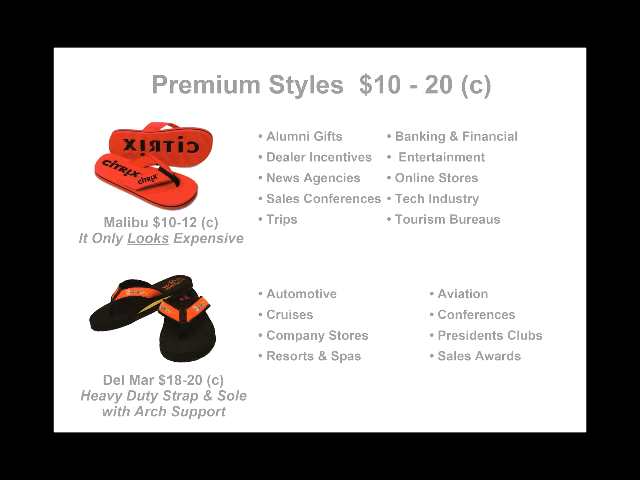 Premium Styles $10 - 20 (c)
CITRIX
CITRIX
CITRIX
Malibu $10-12 (c)
It Only Looks Expensive
• Alumni Gifts
• Dealer Incentives
• News Agencies
• Sales Conferences
• Trips
• Banking & Financial
• Entertainment
• Online Stores
• Tech Industry
• Tourism Bureaus
Del Mar $18-20 (c)
Heavy Duty Strap & Sole
with Arch Support
• Automotive
• Cruises
• Company Stores
• Resorts & Spas
• Aviation
• Conferences
• Presidents Clubs
• Sales Awards